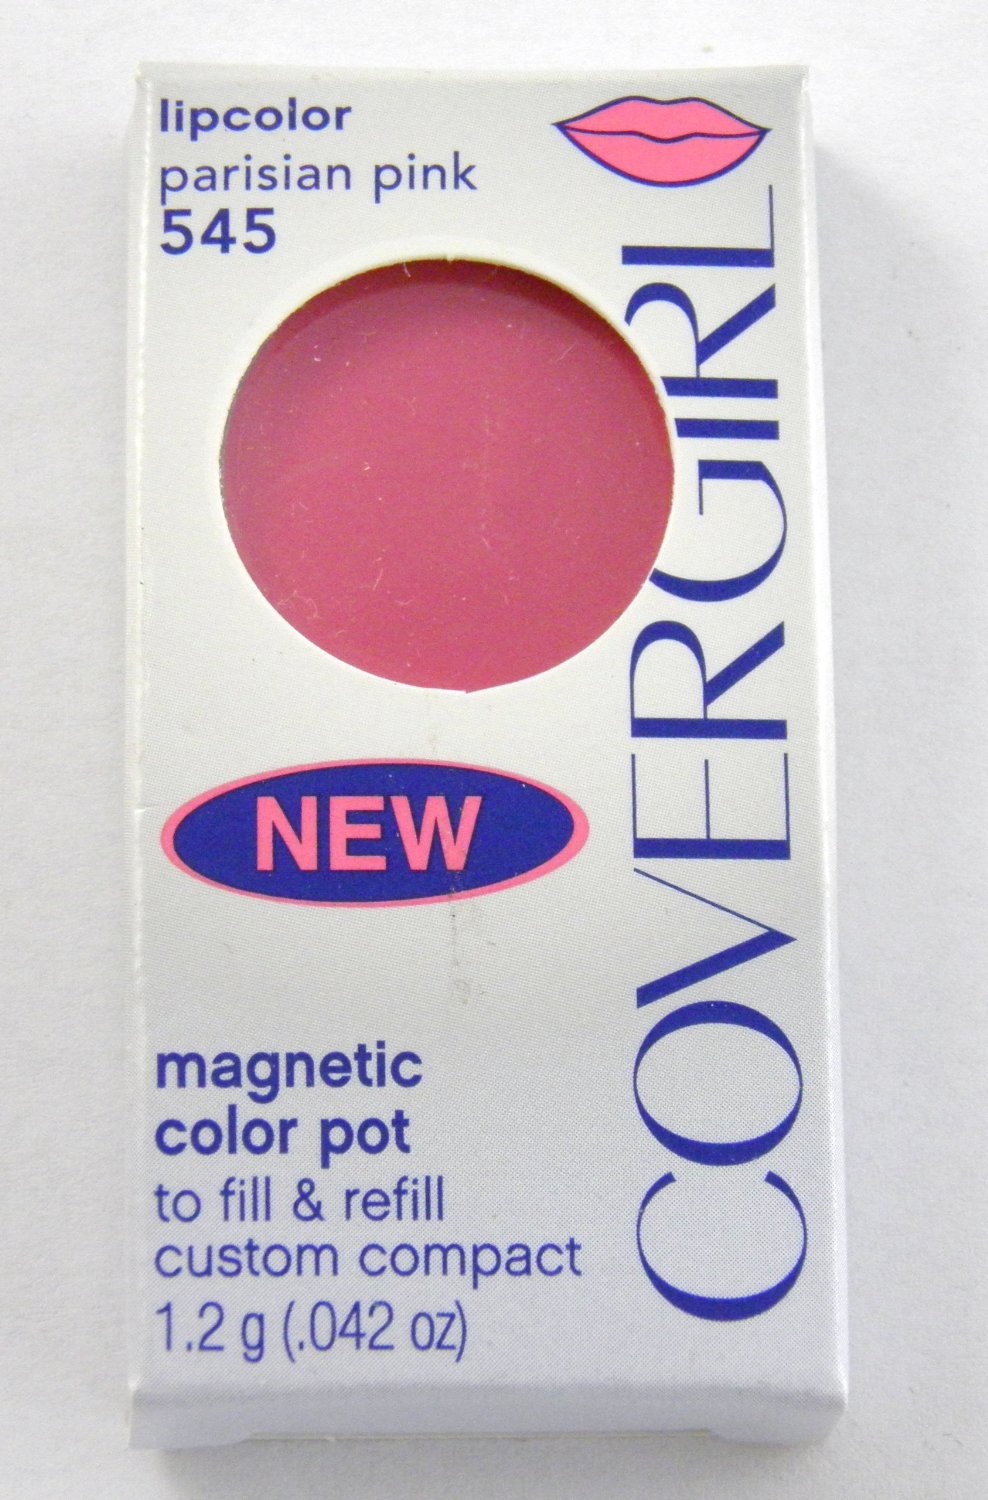 lipcolor
parisian pink
545
COVERGIRL
NEW
magnetic
color pot
to fill & refill
custom compact
1.2 g (.042 oz)